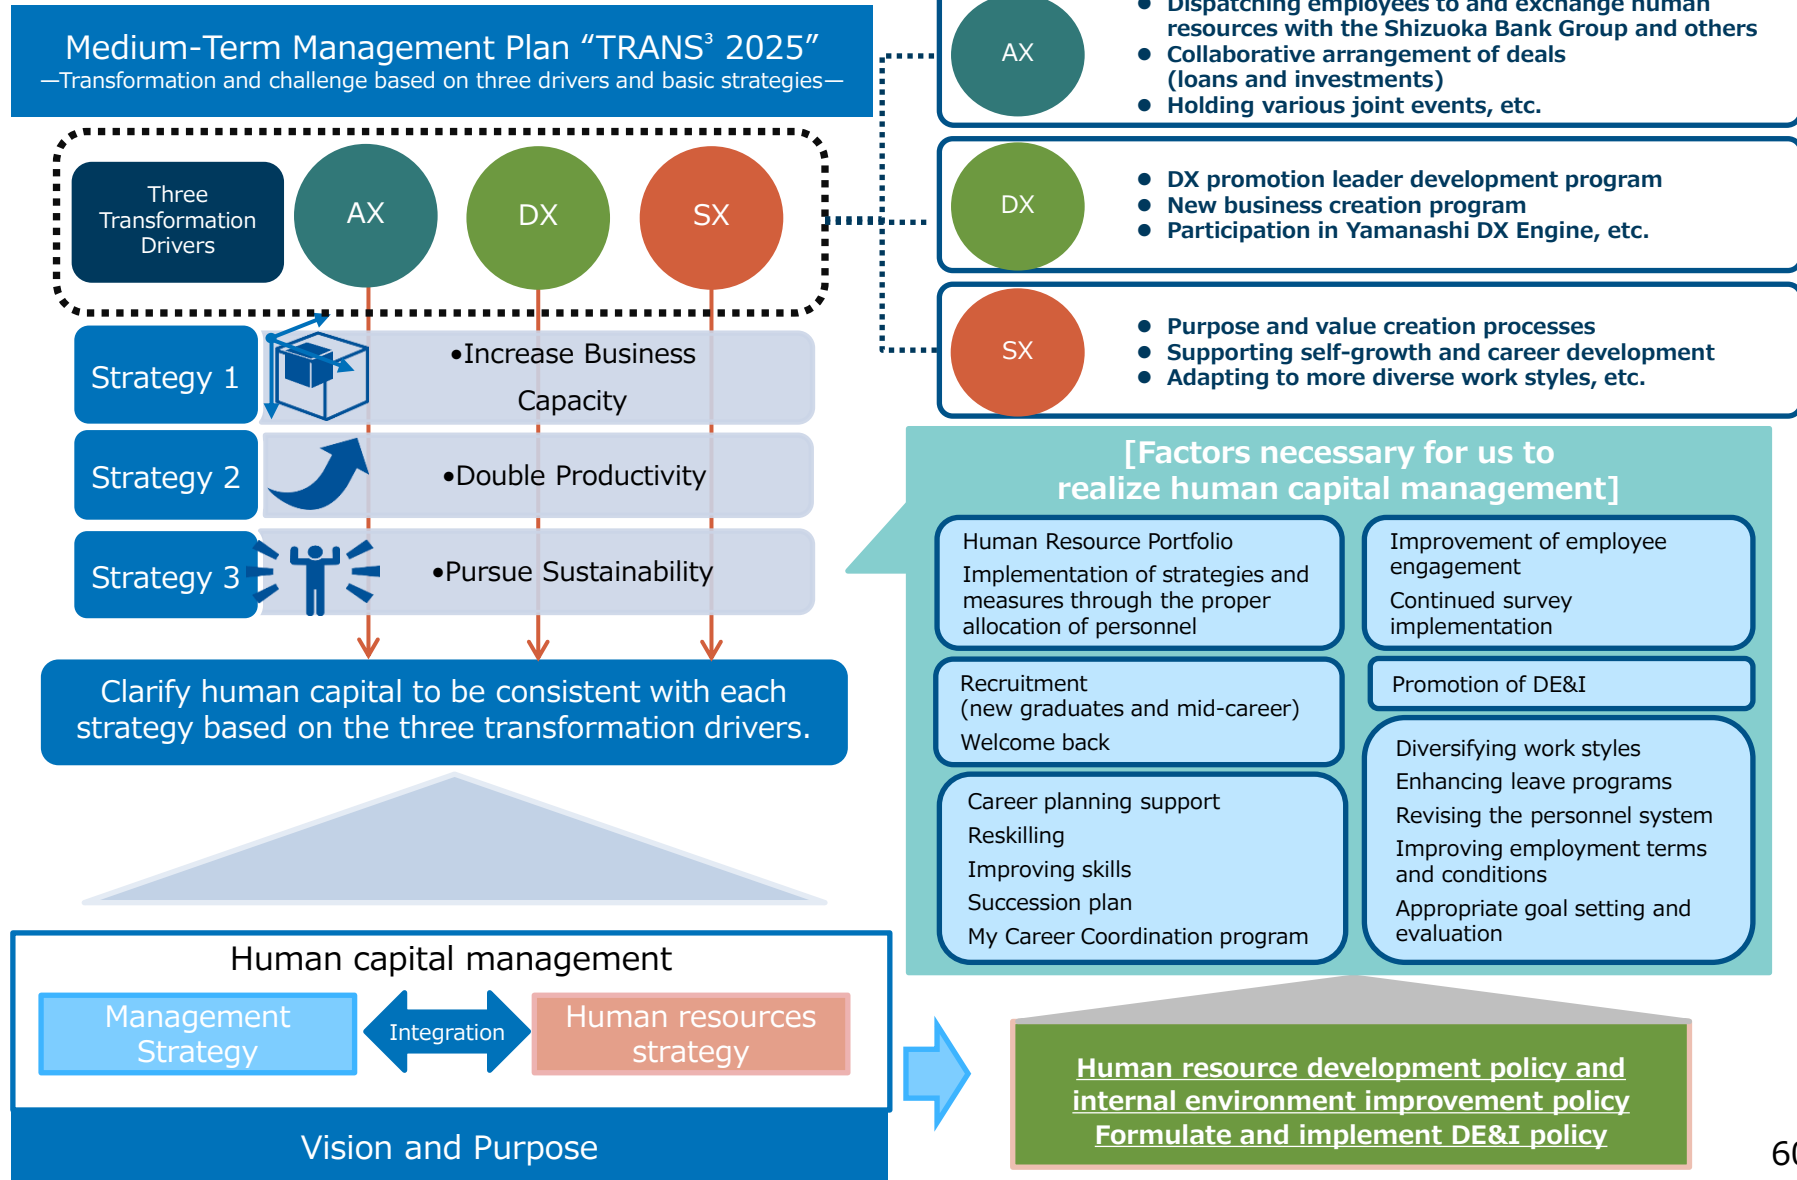 Medium-Term Management Plan “TRANS³ 2025”
—Transformation and challenge based on three drivers and basic strategies—
Three
Transformation
Drivers
AX
DX
SX
Strategy 1
•Increase Business
Capacity
Strategy 2
•Double Productivity
Strategy 3
•Pursue Sustainability
Clarify human capital to be consistent with each
strategy based on the three transformation drivers.
Human capital management
Management
Strategy
Integration
Human resources
strategy
Vision and Purpose
AX
● Dispatching employees to and exchange human
resources with the Shizuoka Bank Group and others
● Collaborative arrangement of deals
(loans and investments)
● Holding various joint events, etc.
DX
● DX promotion leader development program
● New business creation program
● Participation in Yamanashi DX Engine, etc.
SX
● Purpose and value creation processes
● Supporting self-growth and career development
● Adapting to more diverse work styles, etc.
[Factors necessary for us to
realize human capital management]
Human Resource Portfolio
Implementation of strategies and
measures through the proper
allocation of personnel
Recruitment
(new graduates and mid-career)
Welcome back
Career planning support
Reskilling
Improving skills
Succession plan
My Career Coordination program
Improvement of employee
engagement
Continued survey
implementation
Promotion of DE&I
Diversifying work styles
Enhancing leave programs
Revising the personnel system
Improving employment terms
and conditions
Appropriate goal setting and
evaluation
Human resource development policy and
internal environment improvement policy
Formulate and implement DE&I policy
60